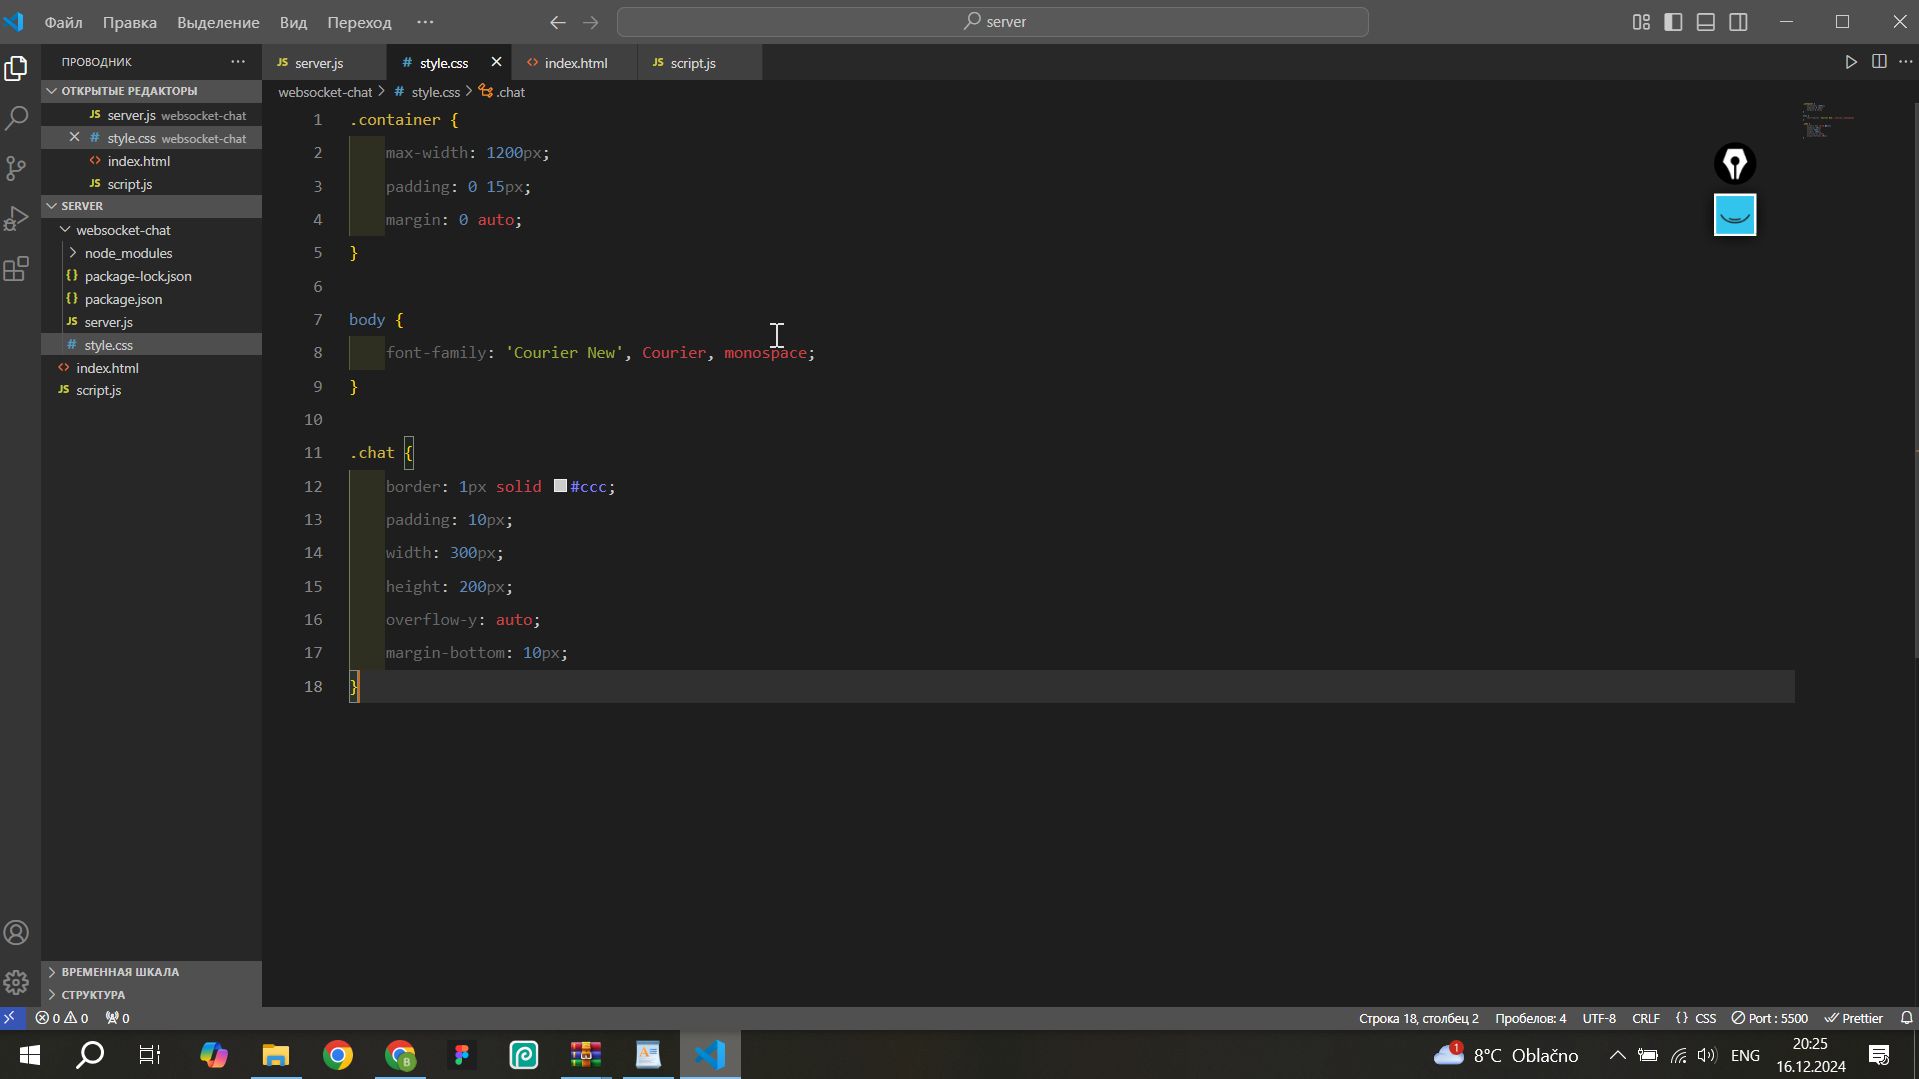 Файл Правка Выделение Вид Переход ··· server
ПРОВОДНИК ···
ОТКРЫТЫЕ РЕДАКТОРЫ
JS server.js websocket-chat
# style.css websocket-chat
<> index.html
JS script.js
SERVER
websocket-chat
node_modules
{} package-lock.json
{} package.json
JS server.js
# style.css
<> index.html
JS script.js
ВРЕМЕННАЯ ШКАЛА
СТРУКТУРА
JS server.js # style.css <> index.html JS script.js
websocket-chat > # style.css > .chat
1 .container {
2 max-width: 1200px;
3 padding: 0 15px;
4 margin: 0 auto;
5 }
6
7 body {
8 font-family: 'Courier New', Courier, monospace;
9 }
10
11 .chat {
12 border: 1px solid #ccc;
13 padding: 10px;
14 width: 300px;
15 height: 200px;
16 overflow-y: auto;
17 margin-bottom: 10px;
18 }
0 0 0 Строка 18, столбец 2 Пробелов: 4 UTF-8 CRLF {} CSS Port : 5500 Prettier
1 8°C Oblačno ENG 20:25
16.12.2024